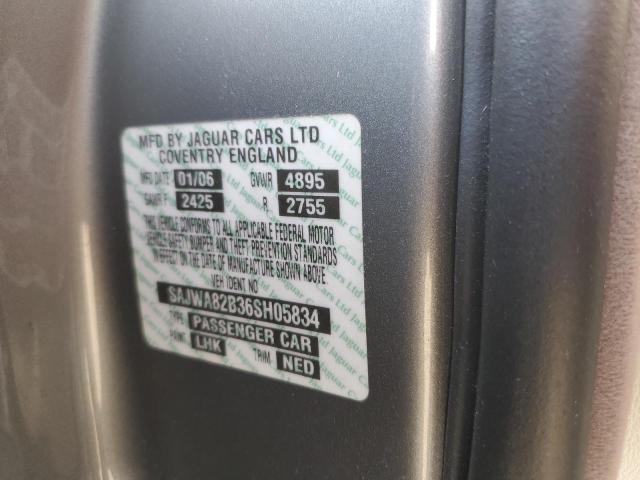 MFD BY JAGUAR CARS LTD
COVENTRY ENGLAND
MFD DATE 01/06 GVWR 4895
GAWR F 2425 R 2755
THIS VEHICLE CONFORMS TO ALL APPLICABLE FEDERAL MOTOR
VEHICLE SAFETY BUMPER AND THEFT PREVENTION STANDARDS
IN EFFECT ON THE DATE OF MANUFACTURE SHOWN ABOVE.
VEH IDENT NO
SAJWA82B36SH05834
TYPE PASSENGER CAR
PAINT LHK TRIM NED